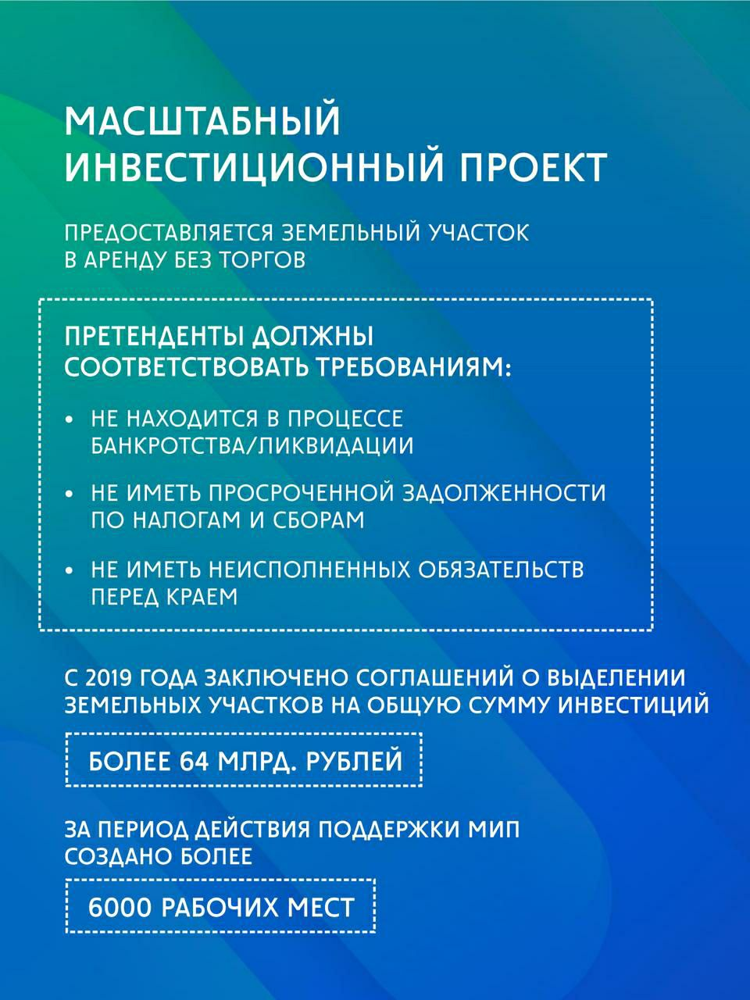 МАСШТАБНЫЙ
ИНВЕСТИЦИОННЫЙ ПРОЕКТ
ПРЕДОСТАВЛЯЕТСЯ ЗЕМЕЛЬНЫЙ УЧАСТОК
В АРЕНДУ БЕЗ ТОРГОВ
ПРЕТЕНДЕНТЫ ДОЛЖНЫ
СООТВЕТСТВОВАТЬ ТРЕБОВАНИЯМ:
• НЕ НАХОДИТСЯ В ПРОЦЕССЕ
БАНКРОТСТВА/ЛИКВИДАЦИИ
• НЕ ИМЕТЬ ПРОСРОЧЕННОЙ ЗАДОЛЖЕННОСТИ
ПО НАЛОГАМ И СБОРАМ
• НЕ ИМЕТЬ НЕИСПОЛНЕННЫХ ОБЯЗАТЕЛЬСТВ
ПЕРЕД КРАЕМ
С 2019 ГОДА ЗАКЛЮЧЕНО СОГЛАШЕНИЙ О ВЫДЕЛЕНИИ
ЗЕМЕЛЬНЫХ УЧАСТКОВ НА ОБЩУЮ СУММУ ИНВЕСТИЦИЙ
БОЛЕЕ 64 МЛРД. РУБЛЕЙ
ЗА ПЕРИОД ДЕЙСТВИЯ ПОДДЕРЖКИ МИП
СОЗДАНО БОЛЕЕ
6000 РАБОЧИХ МЕСТ